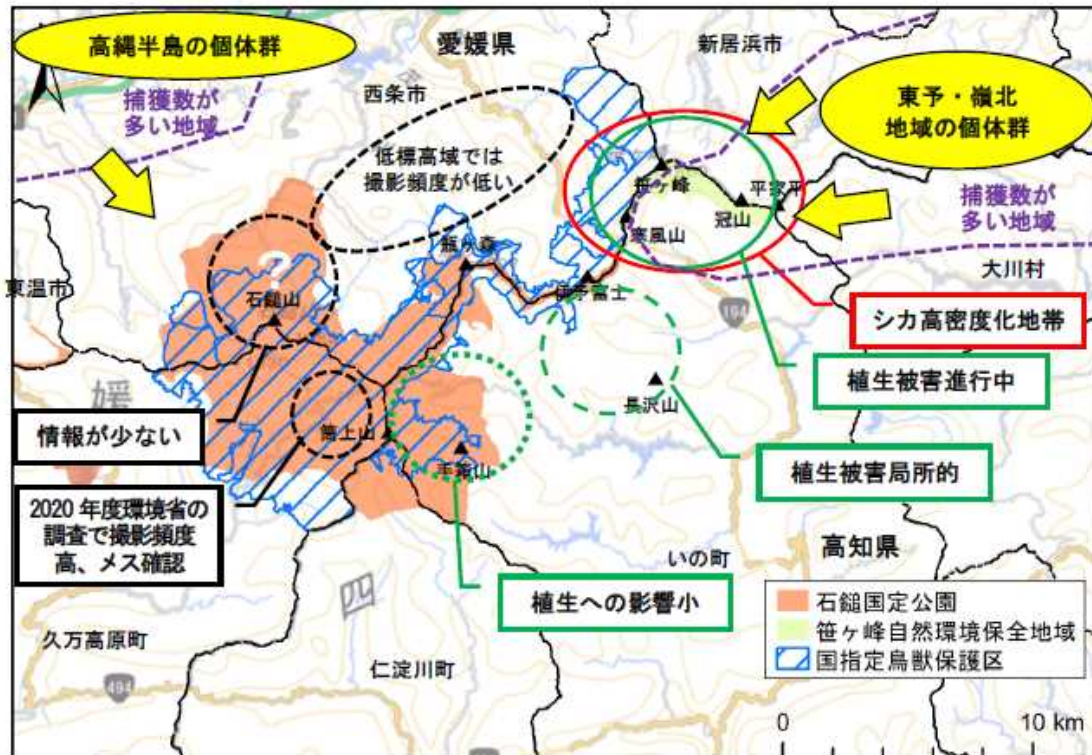 高縄半島の個体群
愛媛県
新居浜市
捕獲数が
多い地域
西条市
東予・嶺北
地域の個体群
低標高域では
撮影頻度が低い
笹ヶ峰
平家平
冠山
捕獲数が
多い地域
寒風山
瓶ヶ森
大川村
東温市
?
伊予富士
石鎚山
194
シカ高密度化地帯
植生被害進行中
媛
長沢山
情報が少ない
筒上山
手箱山
植生被害局所的
2020 年度環境省の
調査で撮影頻度
高、メス確認
高知県
いの町
四
植生への影響小
石鎚国定公園
笹ヶ峰自然環境保全地域
国指定鳥獣保護区
久万高原町
仁淀川町
494
0
10 km